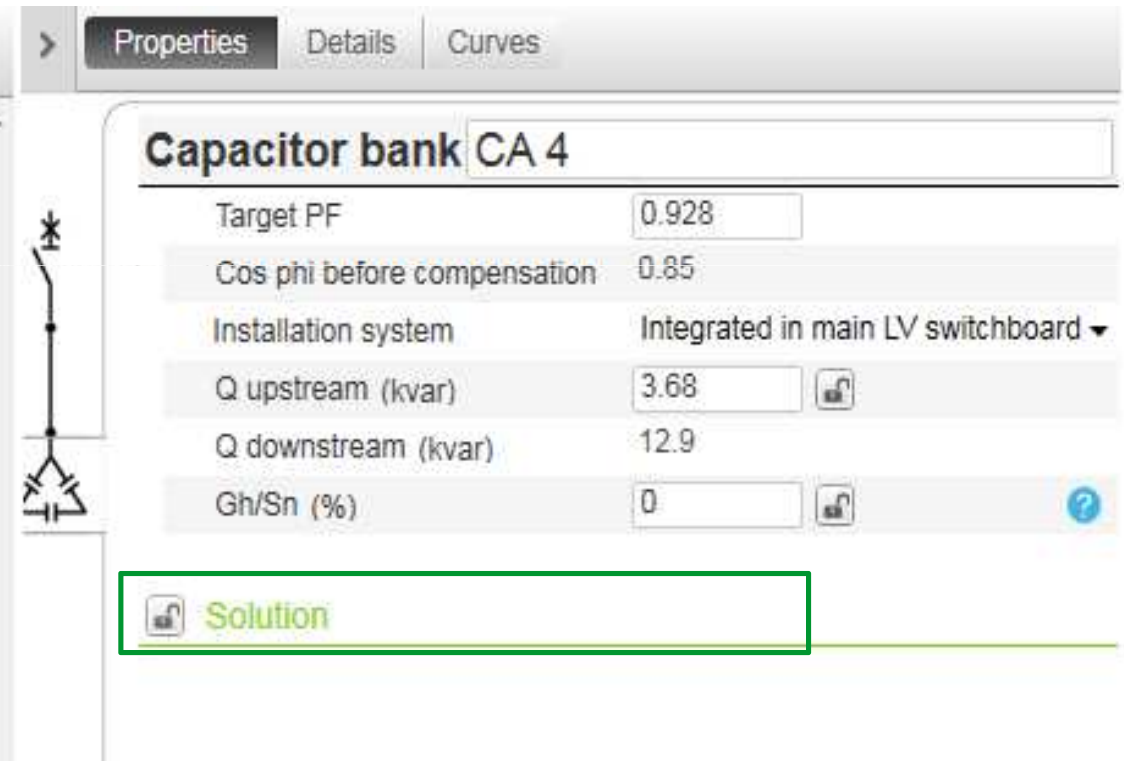 Properties Details Curves
Capacitor bank CA 4
Target PF 0.928
Cos phi before compensation 0.85
Installation system Integrated in main LV switchboard
Q upstream (kvar) 3.68
Q downstream (kvar) 12.9
Gh/Sn (%) 0 ?
Solution